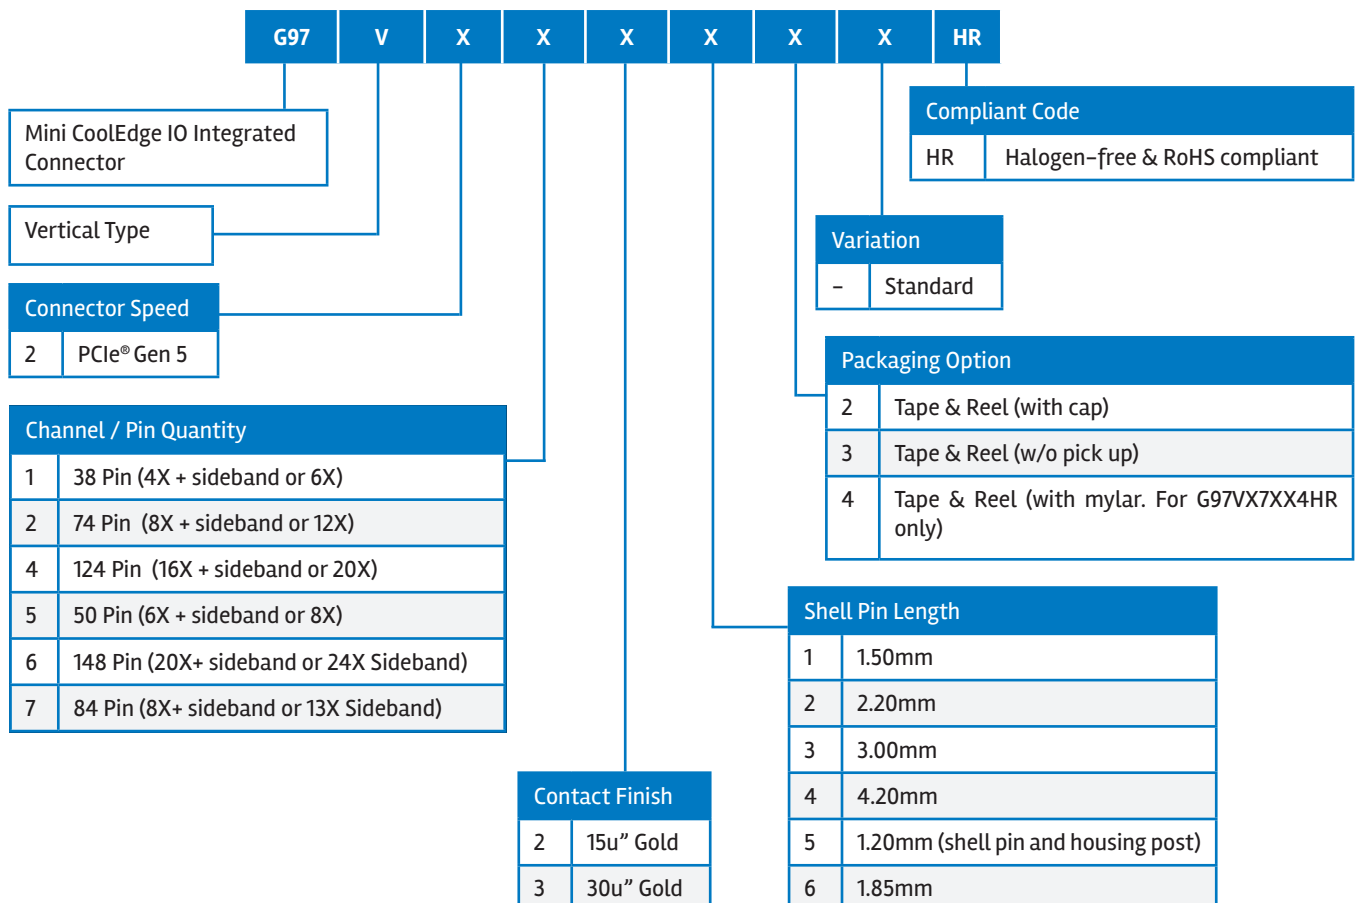 G97 V X X X X X X HR
Mini CoolEdge IO Integrated
Connector
Vertical Type
Connector Speed
2 PCIe® Gen 5
Channel / Pin Quantity
1 38 Pin (4X + sideband or 6X)
2 74 Pin (8X + sideband or 12X)
4 124 Pin (16X + sideband or 20X)
5 50 Pin (6X + sideband or 8X)
6 148 Pin (20X+ sideband or 24X Sideband)
7 84 Pin (8X+ sideband or 13X Sideband)
Contact Finish
2 15u” Gold
3 30u” Gold
Shell Pin Length
1 1.50mm
2 2.20mm
3 3.00mm
4 4.20mm
5 1.20mm (shell pin and housing post)
6 1.85mm
Packaging Option
2 Tape & Reel (with cap)
3 Tape & Reel (w/o pick up)
4 Tape & Reel (with mylar. For G97VX7XX4HR
only)
Variation
– Standard
Compliant Code
HR Halogen-free & RoHS compliant